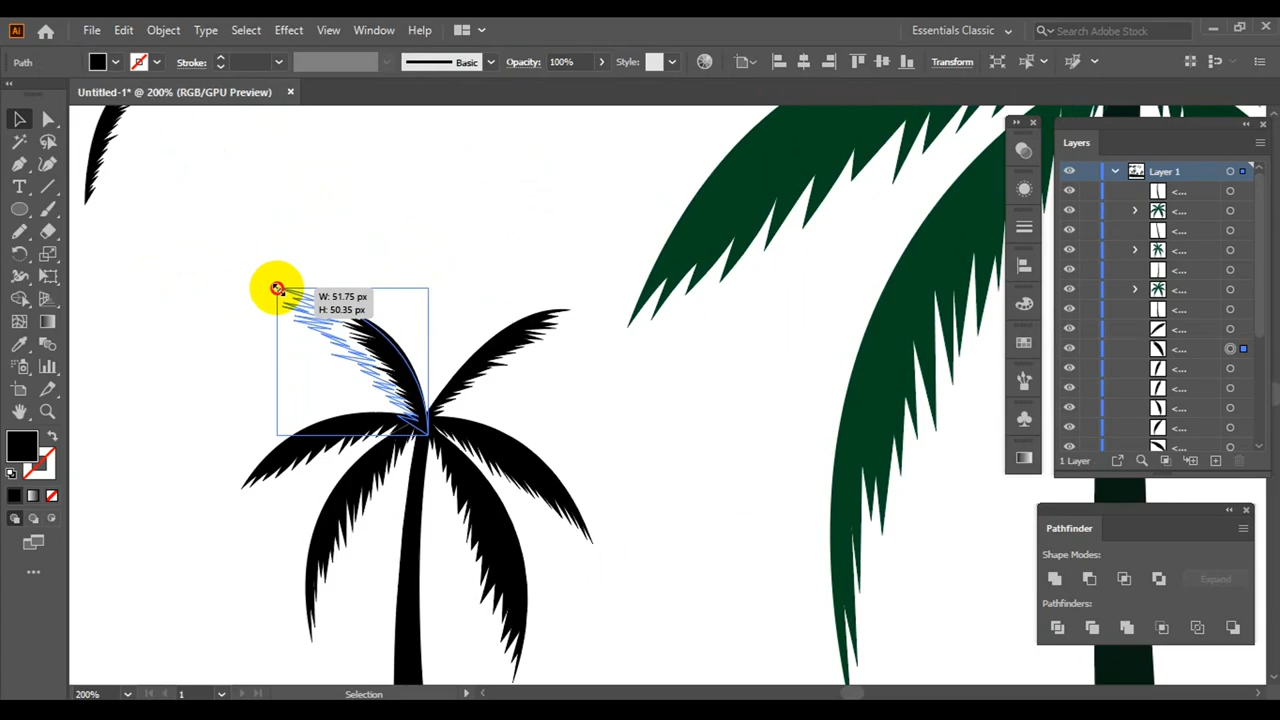 Ai File Edit Object Type Select Effect View Window Help Essentials Classic Search Adobe Stock
Path Stroke: Basic Opacity: 100% Style: Transform
Untitled-1* @ 200% (RGB/GPU Preview)
Layers
Layer 1
<...
<...
<...
<...
<...
<...
<...
<...
<...
<...
<...
<...
<...
<...
1 Layer
W: 51.75 px
H: 50.35 px
Pathfinder
Shape Modes:
Expand
Pathfinders:
200% 1 Selection